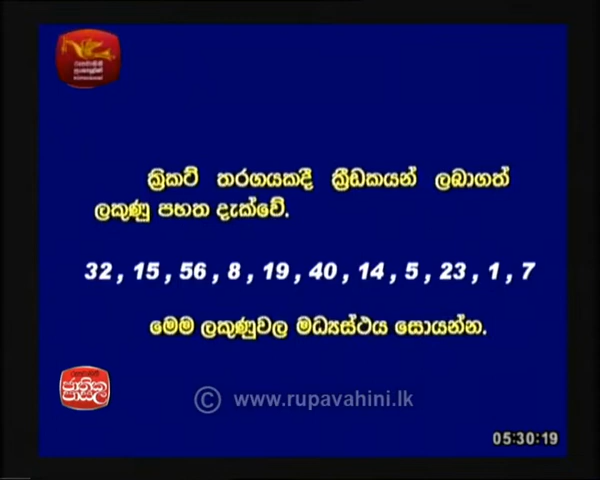 ක්‍රිකට් තරගයකදී ක්‍රීඩකයන් ලබාගත්
ලකුණු පහත දැක්වේ.
32 , 15 , 56 , 8 , 19 , 40 , 14 , 5 , 23 , 1 , 7
මෙම ලකුණුවල මධ්‍යස්ථය සොයන්න.
ජාතික
පාසල
© www.rupavahini.lk
05:30:19